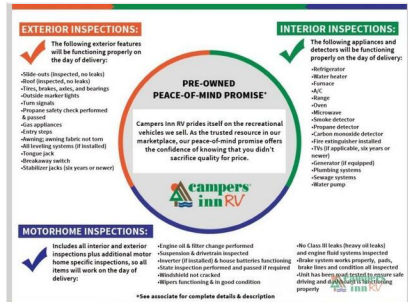 EXTERIOR INSPECTIONS:
The following exterior features
will be functioning properly on
the day of delivery:
•Slide-outs (inspected, no leaks)
•Roof (inspected, no leaks)
•Tires, brakes, axles, and bearings
•Outside marker lights
•Turn signals
•Propane safety check performed
& passed
•Gas appliances
•Entry steps
•Awning; awning fabric not torn
•All leveling systems (if installed)
•Tongue jack
•Breakaway switch
•Stabilizer jacks (six years or newer)
PRE-OWNED
PEACE-OF-MIND PROMISE*
Campers Inn RV prides itself on the recreational
vehicles we sell. As the trusted resource in our
marketplace, our peace-of-mind promise offers
the confidence of knowing that you didn't
sacrifice quality for price.
campers
inn RV
INTERIOR INSPECTIONS:
The following appliances and
detectors will be functioning
properly on the day of delivery:
•Refrigerator
•Water heater
•Furnace
•A/C
•Range
•Oven
•Microwave
•Smoke detector
•Propane detector
•Carbon monoxide detector
•Fire extinguisher installed
•TVs (if applicable, six years or
newer)
•Generator (if equipped)
•Plumbing systems
•Sewage systems
•Water pump
MOTORHOME INSPECTIONS:
Includes all interior and exterior
inspections plus additional motor
home specific inspections, so all
items will work on the day of
delivery:
•Engine oil & filter change performed
•Suspension & drivetrain inspected
•Inverter (if installed) & house batteries functioning
•State inspection performed and passed if required
•Windshield not cracked
•Wipers functioning & in good condition
•No Class III leaks (heavy oil leaks)
and engine fluid systems inspected
•Brake system works properly, pads,
brake lines and condition all inspected
•Unit has been road tested to ensure safe
driving and dashboard is functioning
properly
*See associate for complete details & description
campers
inn RV